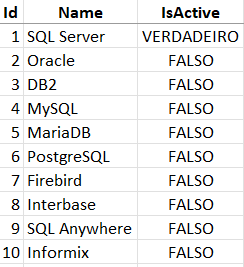 Id Name IsActive
1 SQL Server VERDADEIRO
2 Oracle FALSO
3 DB2 FALSO
4 MySQL FALSO
5 MariaDB FALSO
6 PostgreSQL FALSO
7 Firebird FALSO
8 Interbase FALSO
9 SQL Anywhere FALSO
10 Informix FALSO